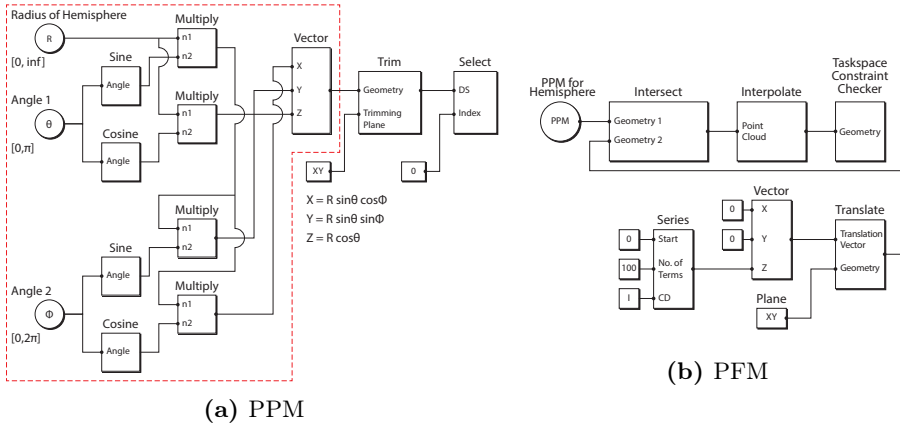 Radius of Hemisphere
R
[0, inf]
Multiply
n1
n2
Sine
Angle
Angle 1
θ
[0,π]
Cosine
Angle
Multiply
n1
n2
Vector
X
Y
Z
Trim
Geometry
Trimming
Plane
Select
DS
Index
XY
0
X = R sinθ cosΦ
Y = R sinθ sinΦ
Z = R cosθ
Multiply
n1
n2
Sine
Angle
Angle 2
Φ
[0,2π]
Cosine
Angle
Multiply
n1
n2
(a) PPM
PPM for
Hemisphere
PPM
Intersect
Geometry 1
Geometry 2
Interpolate
Point
Cloud
Taskspace
Constraint
Checker
Geometry
Series
0
Start
100
No. of
Terms
I
CD
Vector
0
X
0
Y
Z
Plane
XY
Translate
Translation
Vector
Geometry
(b) PFM